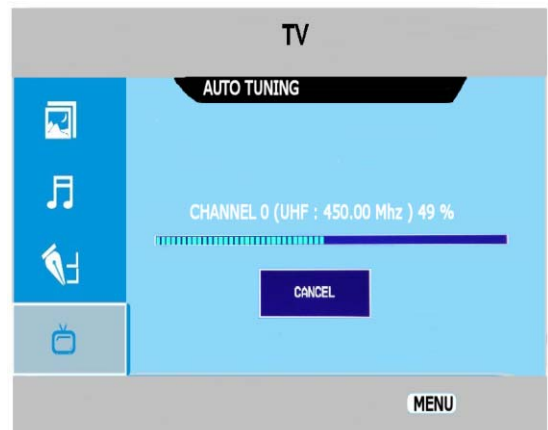 TV
AUTO TUNING
CHANNEL 0 (UHF : 450.00 Mhz ) 49 %
CANCEL
MENU